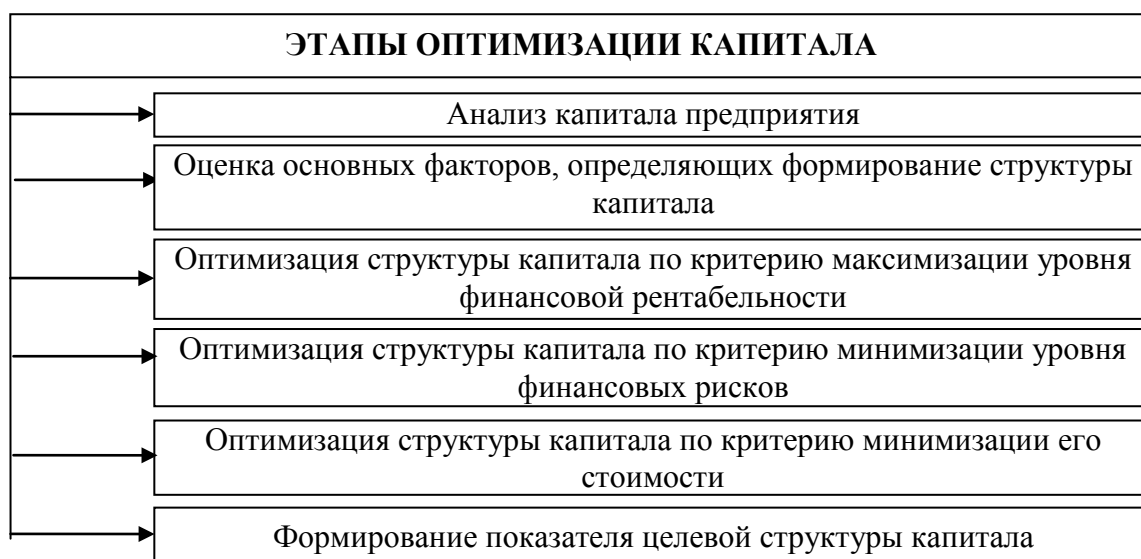 ЭТАПЫ ОПТИМИЗАЦИИ КАПИТАЛА
Анализ капитала предприятия
Оценка основных факторов, определяющих формирование структуры
капитала
Оптимизация структуры капитала по критерию максимизации уровня
финансовой рентабельности
Оптимизация структуры капитала по критерию минимизации уровня
финансовых рисков
Оптимизация структуры капитала по критерию минимизации его
стоимости
Формирование показателя целевой структуры капитала